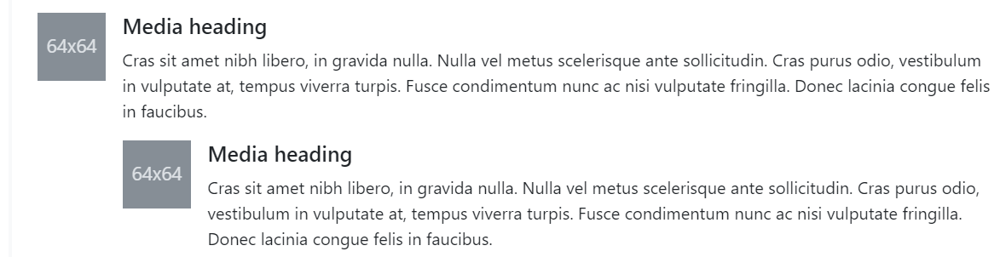 64x64
Media heading
Cras sit amet nibh libero, in gravida nulla. Nulla vel metus scelerisque ante sollicitudin. Cras purus odio, vestibulum
in vulputate at, tempus viverra turpis. Fusce condimentum nunc ac nisi vulputate fringilla. Donec lacinia congue felis
in faucibus.
64x64
Media heading
Cras sit amet nibh libero, in gravida nulla. Nulla vel metus scelerisque ante sollicitudin. Cras purus odio,
vestibulum in vulputate at, tempus viverra turpis. Fusce condimentum nunc ac nisi vulputate fringilla.
Donec lacinia congue felis in faucibus.